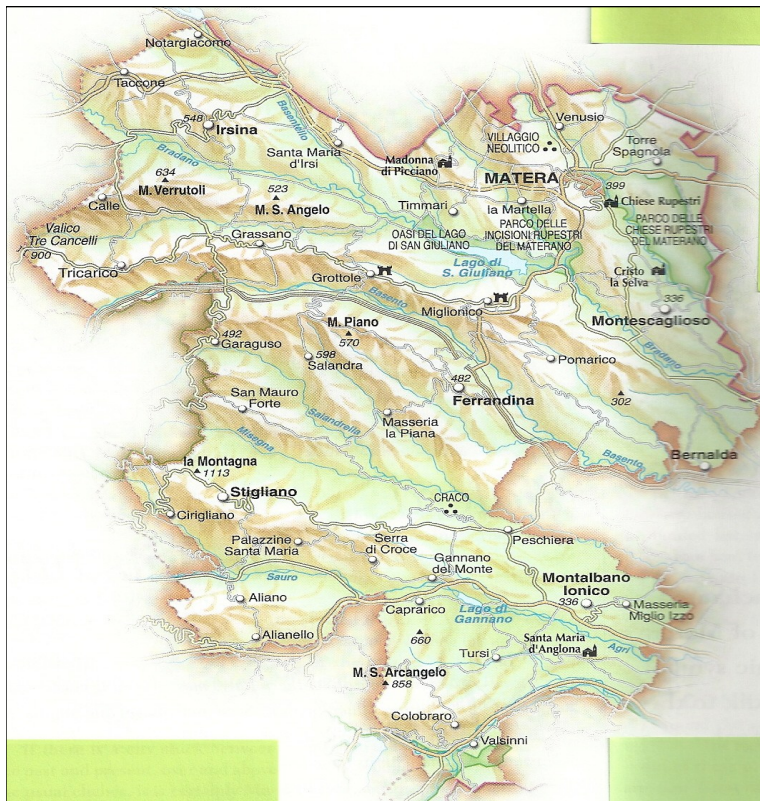 Notargiacomo
Taccone
548
Irsina
Basentello
Santa Maria
d'Irsi
Venusio
VILLAGGIO
NEOLITICO
Torre
Spagnola
Madonna
di Picciano
MATERA
399
Chiese Rupestri
PARCO DELLE
CHIESE RUPESTRI
DEL MATERANO
Bradano
634
M. Verrutoli
523
M. S. Angelo
Calle
Timmari
la Martella
PARCO DELLE
INCISIONI RUPESTRI
DEL MATERANO
OASI DEL LAGO
DI SAN GIULIANO
Valico
Tre Cancelli
900
Grassano
Tricarico
Grottole
Lago di
S. Giuliano
Cristo
la Selva
Basento
Miglionico
336
Montescaglioso
M. Piano
570
492
Garaguso
598
Salandra
Bradano
Pomarico
482
Ferrandina
302
San Mauro
Forte
Salandrella
Masseria
la Piana
Misegna
Basento
Bernalda
la Montagna
1113
Stigliano
CRACO
Cirigliano
Peschiera
Palazzine
Santa Maria
Serra
di Croce
Gannano
del Monte
Sauro
Montalbano
Ionico
336
Aliano
Caprarico
Lago di
Gannano
Masseria
Miglio Izzo
Alianello
660
Santa Maria
d'Anglona
Agri
Tursi
M. S. Arcangelo
858
Colobraro
Valsinni